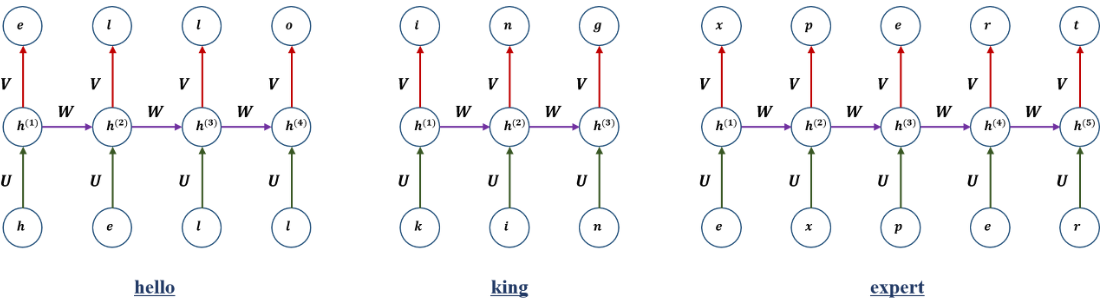 e l l o i n g x p e r t
V V V V V V V V V V V V
W W W W W W W W W
h(1) h(2) h(3) h(4) h(1) h(2) h(3) h(1) h(2) h(3) h(4) h(5)
U U U U U U U U U U U U
h e l l k i n e x p e r
hello king expert